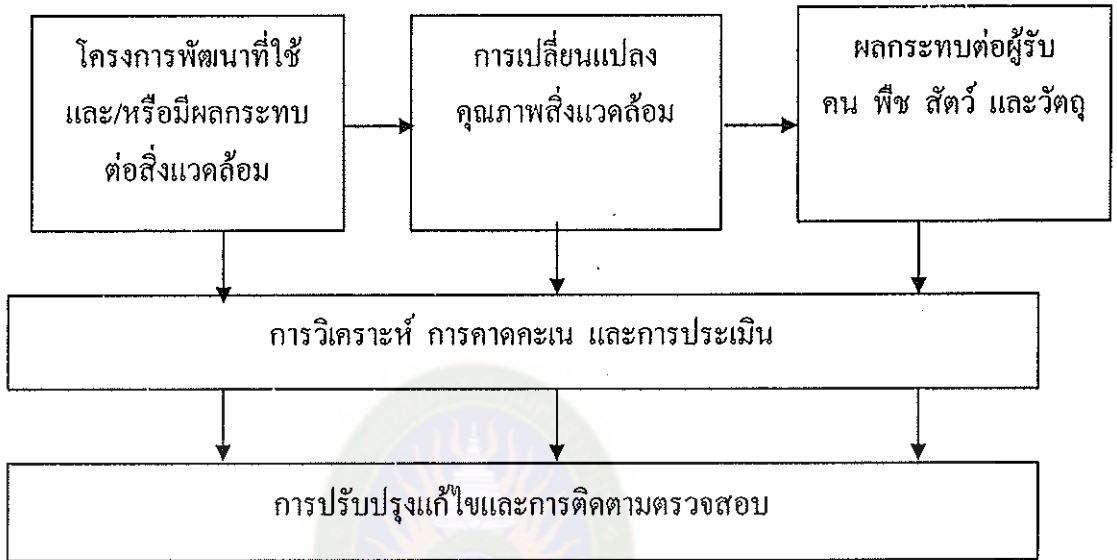 โครงการพัฒนาที่ใช้
และ/หรือมีผลกระทบ
ต่อสิ่งแวดล้อม
การเปลี่ยนแปลง
คุณภาพสิ่งแวดล้อม
ผลกระทบต่อผู้รับ
คน พืช สัตว์ และวัตถุ
การวิเคราะห์ การคาดคะเน และการประเมิน
การปรับปรุงแก้ไขและการติดตามตรวจสอบ